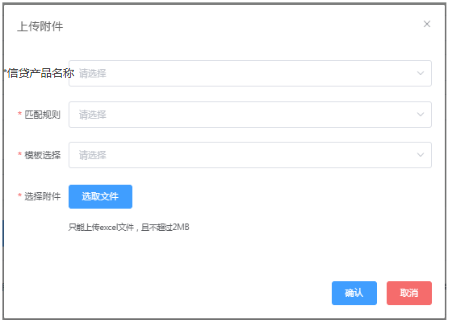 上传附件
*信贷产品名称 请选择
* 匹配规则 请选择
* 模板选择 请选择
* 选择附件 选取文件
只能上传excel文件，且不超过2MB
确认 取消